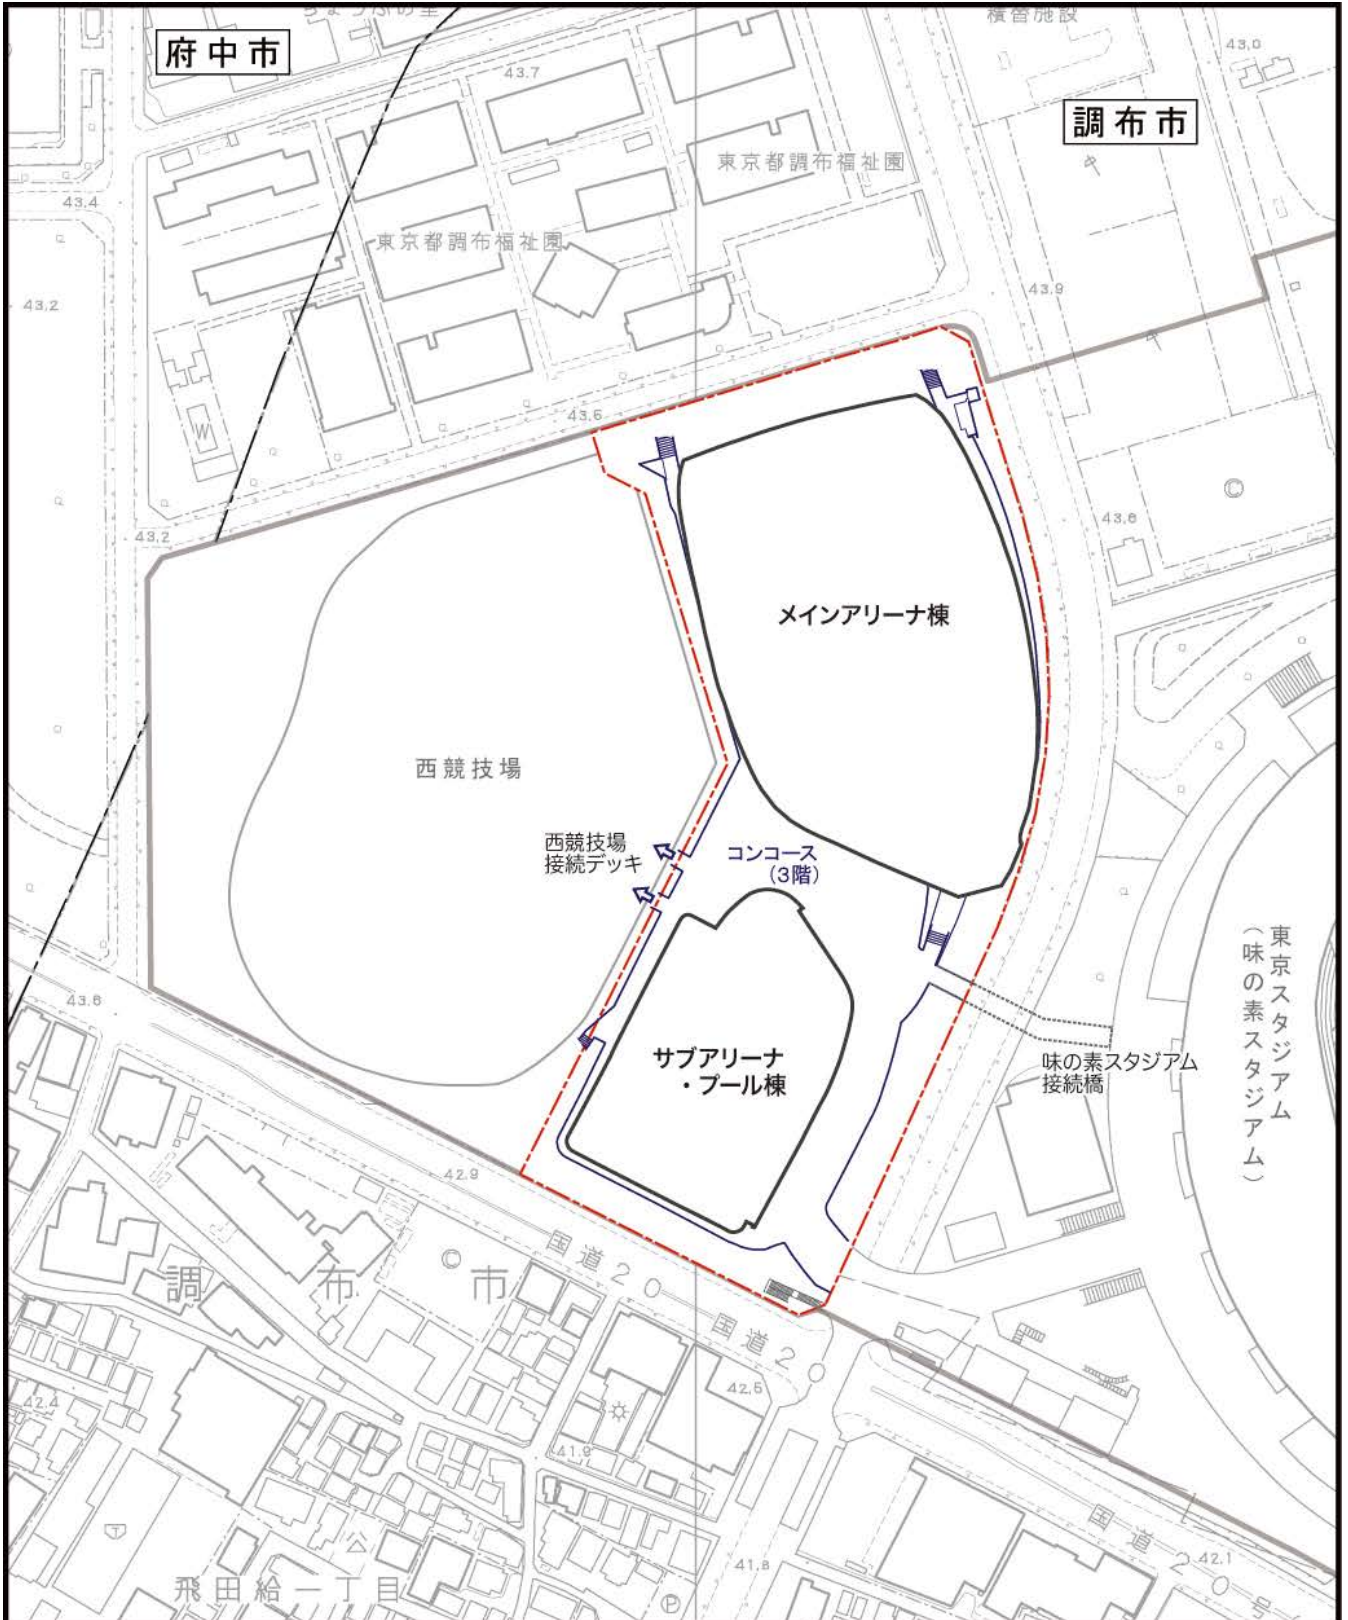 府中市
43.7
43.0
調布市
東京都調布福祉園
43.4
東京都調布福祉園
43.2
43.9
43.6
W
C
43.2
43.8
メインアリーナ棟
西競技場
西競技場
接続デッキ
コンコース
(3階)
東京スタジアム
(味の素スタジアム)
43.6
サブアリーナ
・プール棟
味の素スタジアム
接続橋
42.9
国道20
C
調布市
国道20
42.4
42.5
41.9
国道20号
公
T
41.8
42.1
飛田給一丁目
P